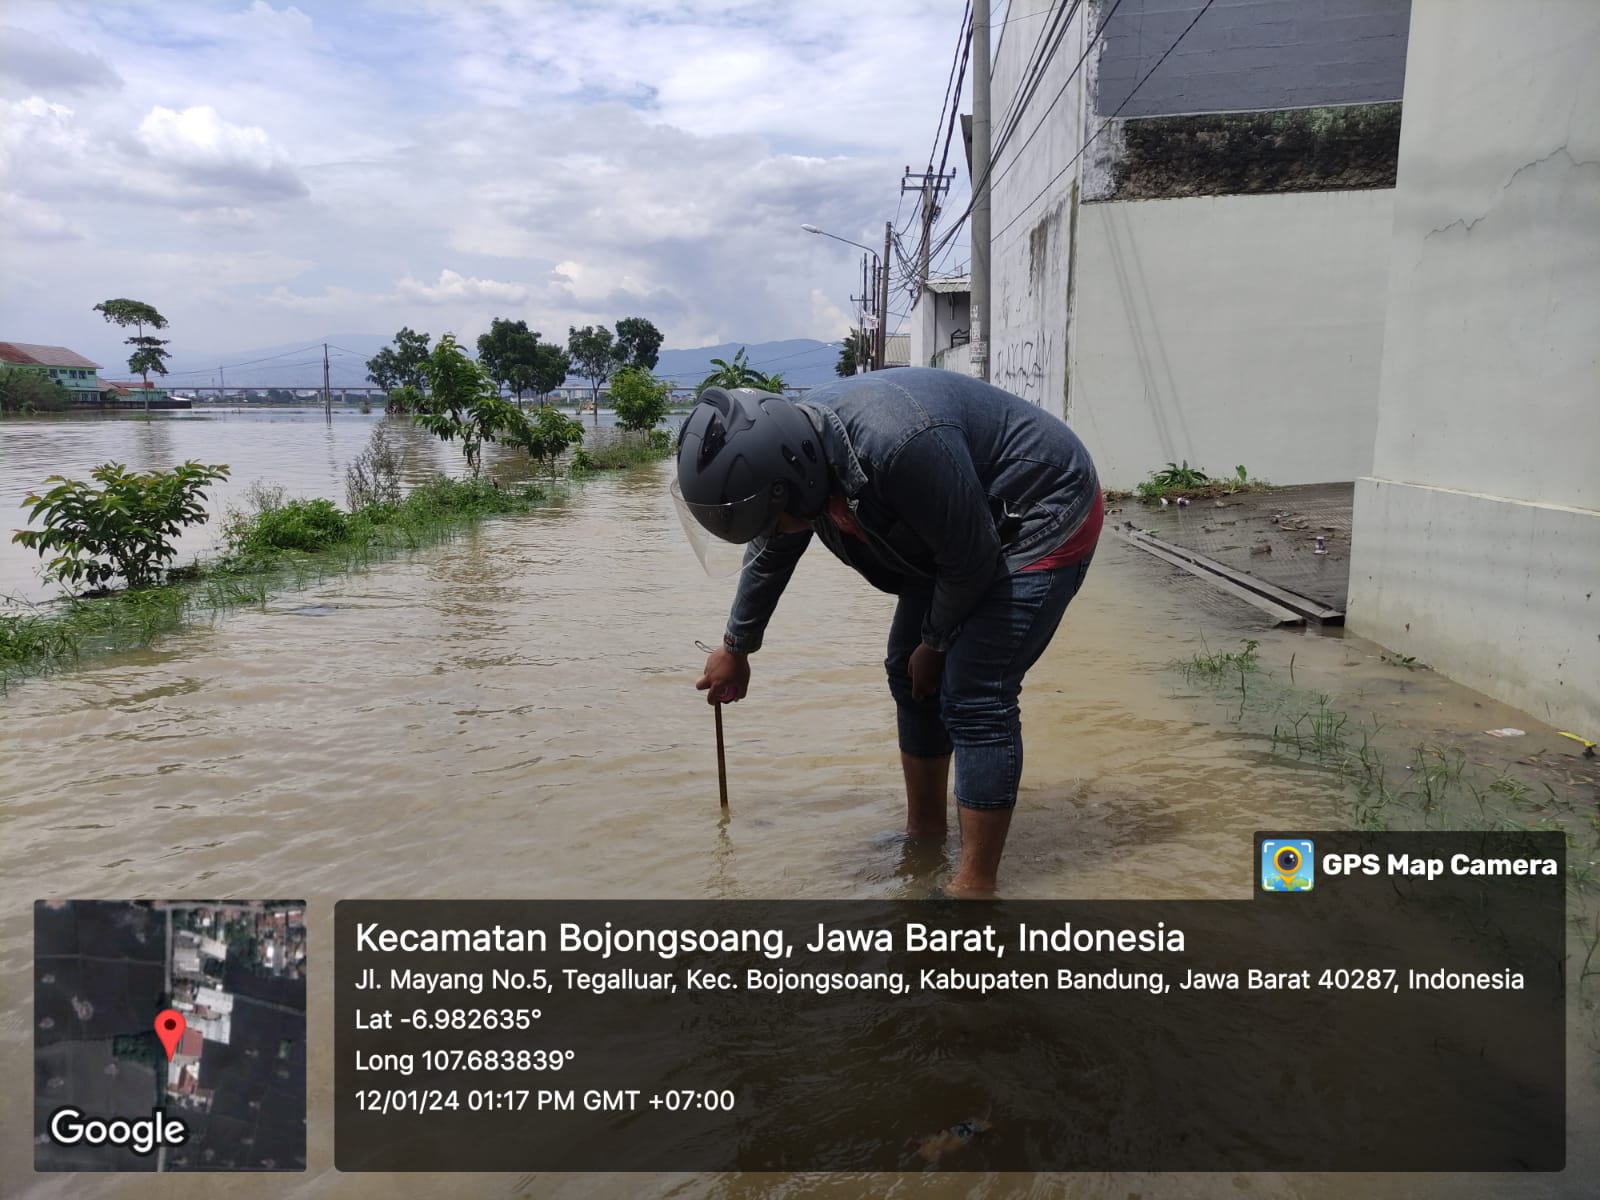 GPS Map Camera
Kecamatan Bojongsoang, Jawa Barat, Indonesia
Jl. Mayang No.5, Tegalluar, Kec. Bojongsoang, Kabupaten Bandung, Jawa Barat 40287, Indonesia
Lat -6.982635°
Long 107.683839°
12/01/24 01:17 PM GMT +07:00
Google